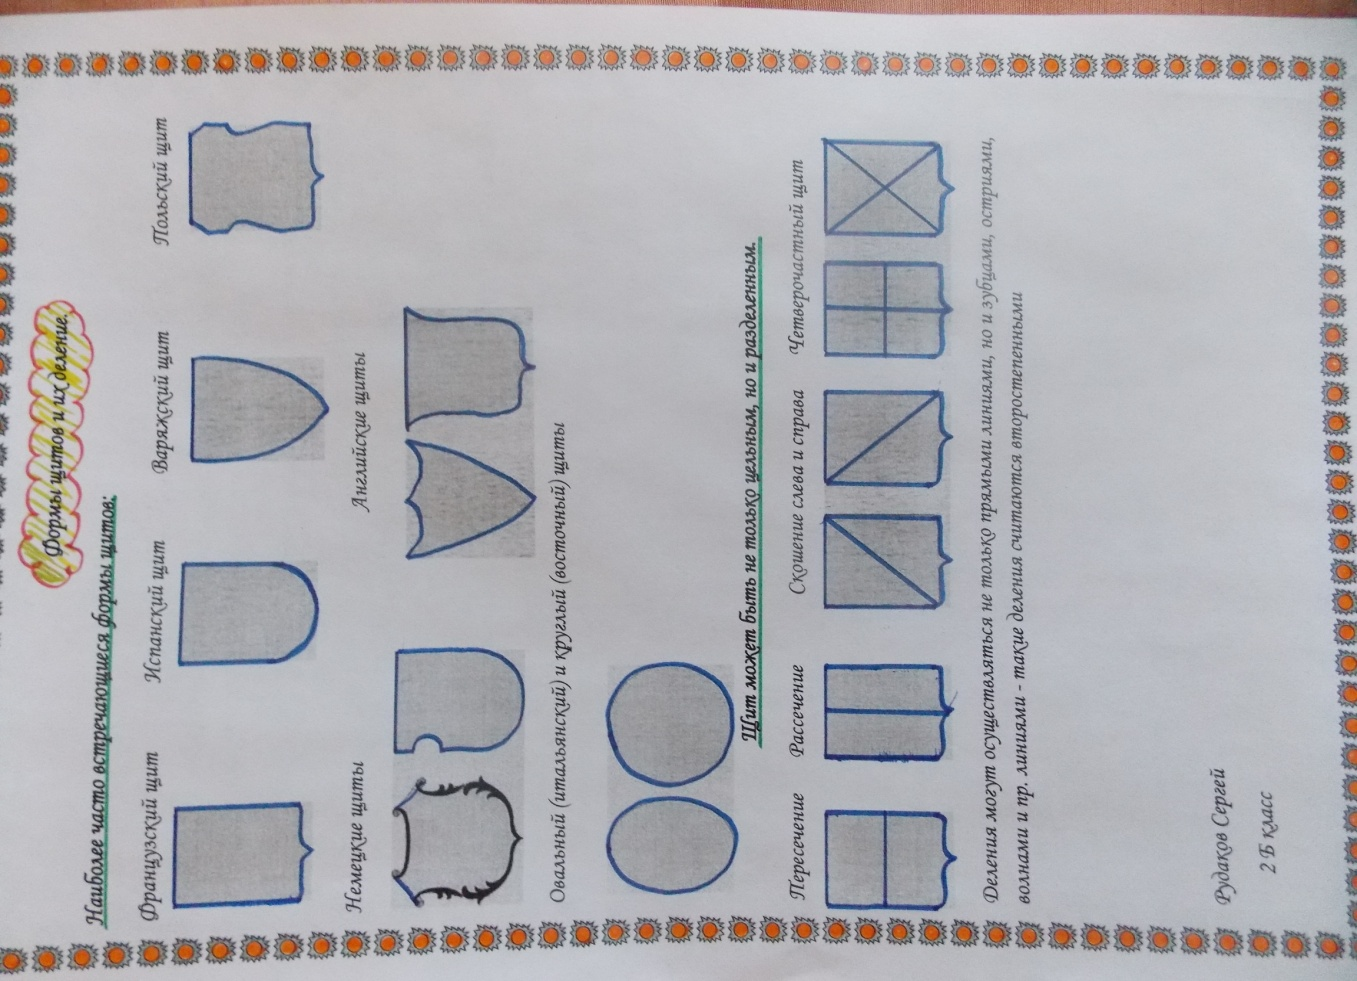 Формы щитов и их деление.
Наиболее часто встречающиеся формы щитов:
Французский щит Испанский щит Варяжский щит Польский щит
Немецкие щиты Английские щиты
Овальный (итальянский) и круглый (восточный) щиты
Щит может быть не только цельным, но и разделенным.
Пересечение Рассечение Скошение слева и справа Четверочастный щит
Деления могут осуществляться не только прямыми линиями, но и зубцами, остриями,
волнами и пр. линиями - такие деления считаются второстепенными
Рудаков Сергей
2 Б класс